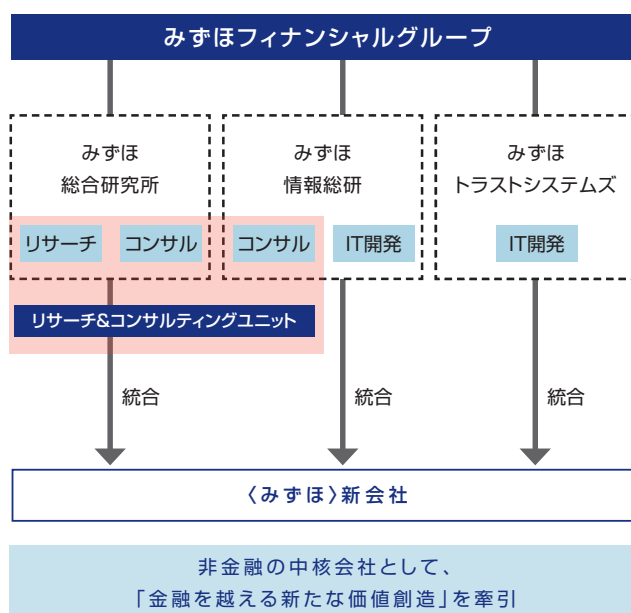 みずほフィナンシャルグループ
みずほ
総合研究所
みずほ
情報総研
みずほ
トラストシステムズ
リサーチ
コンサル
コンサル
IT開発
IT開発
リサーチ&コンサルティングユニット
統合
統合
統合
〈みずほ〉新会社
非金融の中核会社として、
「金融を越える新たな価値創造」を牽引